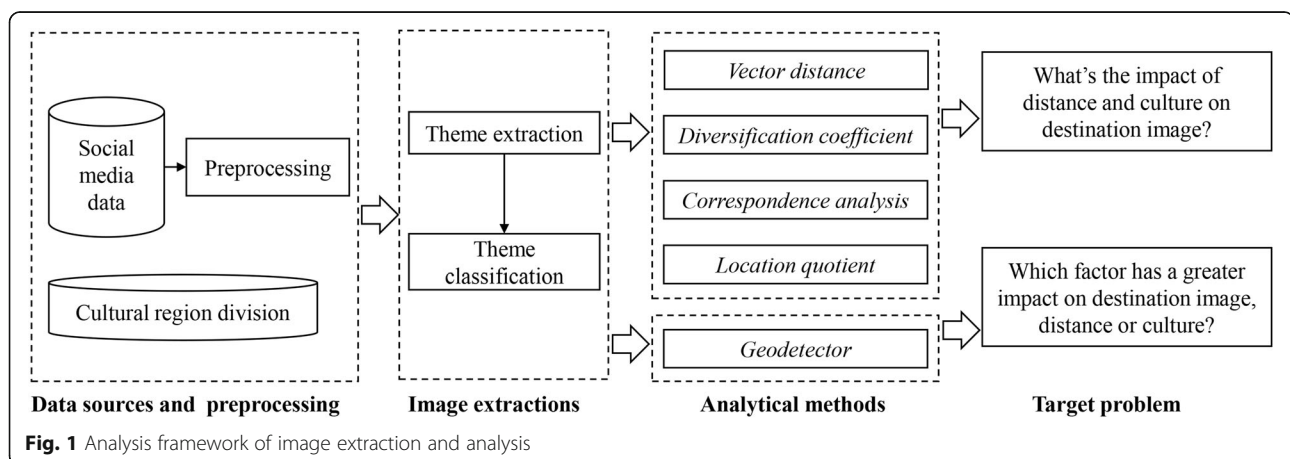 Social
media
data
Preprocessing
Cultural region division
Data sources and preprocessing
Theme extraction
Theme
classification
Image extractions
Vector distance
Diversification coefficient
Correspondence analysis
Location quotient
Geodetector
Analytical methods
What's the impact of
distance and culture on
destination image?
Which factor has a greater
impact on destination image,
distance or culture?
Target problem
Fig. 1 Analysis framework of image extraction and analysis